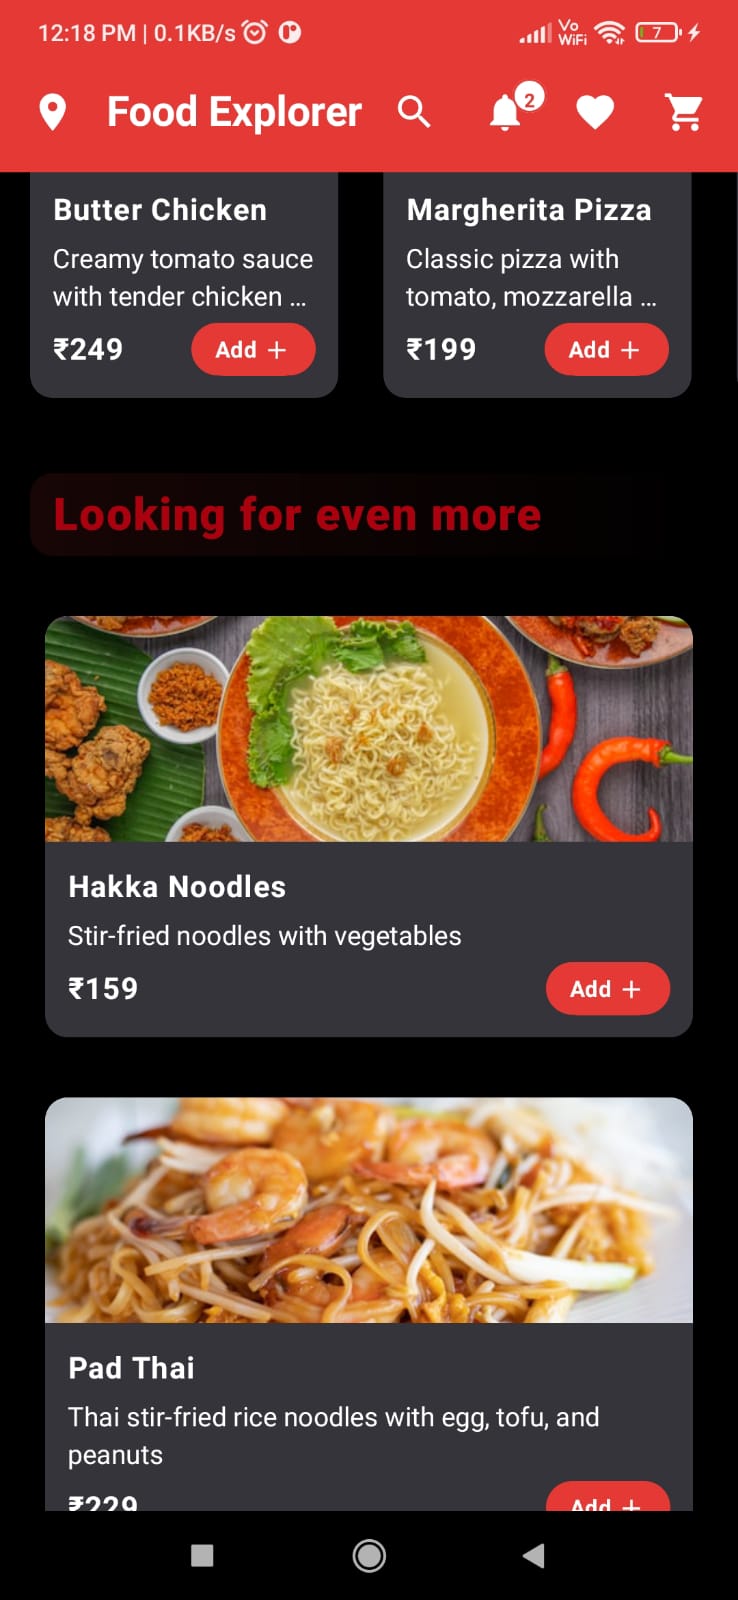 12:18 PM | 0.1KB/s
Vo
WiFi
7
Food Explorer
2
Butter Chicken
Creamy tomato sauce
with tender chicken ...
₹249
Add +
Margherita Pizza
Classic pizza with
tomato, mozzarella ...
₹199
Add +
Looking for even more
Hakka Noodles
Stir-fried noodles with vegetables
₹159
Add +
Pad Thai
Thai stir-fried rice noodles with egg, tofu, and
peanuts
₹229
Add +